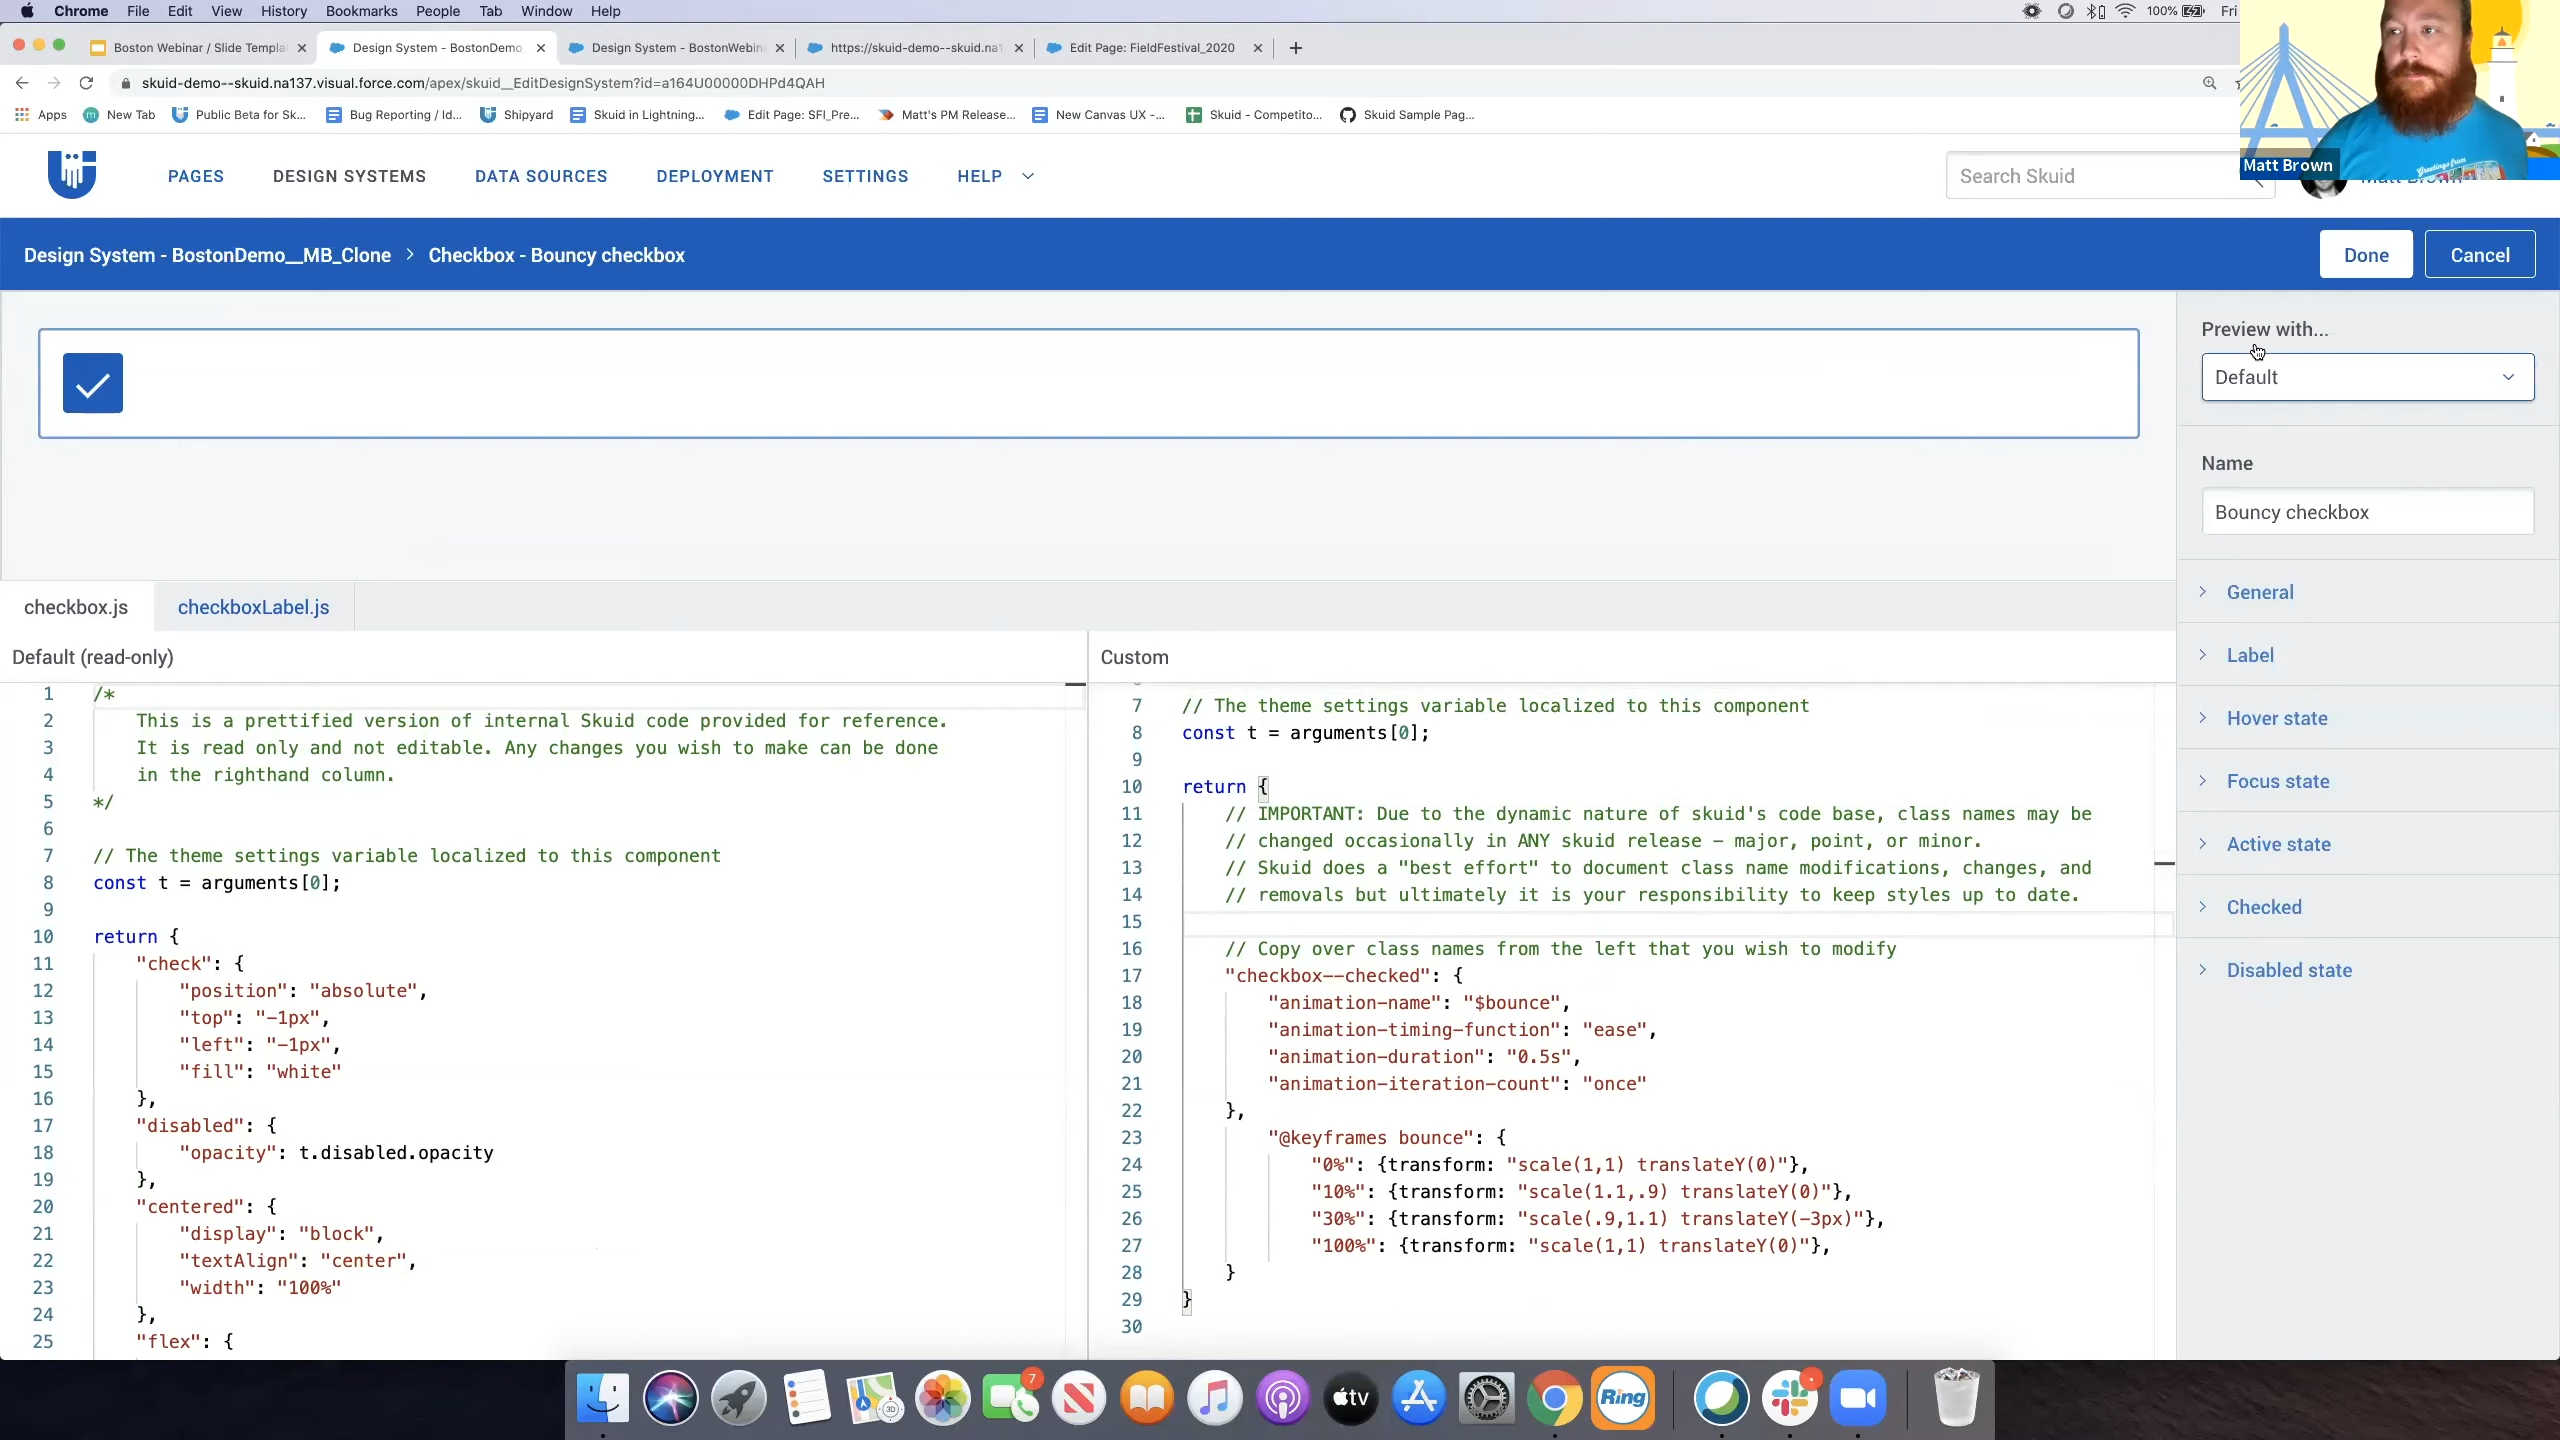 Chrome File Edit View History Bookmarks People Tab Window Help
100% Fri
Boston Webinar / Slide Templa
Design System - BostonDemo
Design System - BostonWebin
https://skuid-demo--skuid.na1
Edit Page: FieldFestival_2020
skuid-demo--skuid.na137.visual.force.com/apex/skuid__EditDesignSystem?id=a164U00000DHPd4QAH
Apps
New Tab
Public Beta for Sk...
Bug Reporting / Id...
Shipyard
Skuid in Lightning...
Edit Page: SFI_Pre...
Matt's PM Release...
New Canvas UX -...
Skuid - Competito...
Skuid Sample Pag...
Greetings from
Matt Brown
PAGES
DESIGN SYSTEMS
DATA SOURCES
DEPLOYMENT
SETTINGS
HELP
Search Skuid
Design System - BostonDemo__MB_Clone > Checkbox - Bouncy checkbox
Done
Cancel
Preview with...
Default
Name
Bouncy checkbox
General
Label
Hover state
Focus state
Active state
Checked
Disabled state
checkbox.js
checkboxLabel.js
Default (read-only)
1 /*
2 This is a prettified version of internal Skuid code provided for reference.
3 It is read only and not editable. Any changes you wish to make can be done
4 in the righthand column.
5 */
6
7 // The theme settings variable localized to this component
8 const t = arguments[0];
9
10 return {
11 "check": {
12 "position": "absolute",
13 "top": "-1px",
14 "left": "-1px",
15 "fill": "white"
16 },
17 "disabled": {
18 "opacity": t.disabled.opacity
19 },
20 "centered": {
21 "display": "block",
22 "textAlign": "center",
23 "width": "100%"
24 },
25 "flex": {
Custom
7 // The theme settings variable localized to this component
8 const t = arguments[0];
9
10 return {
11 // IMPORTANT: Due to the dynamic nature of skuid's code base, class names may be
12 // changed occasionally in ANY skuid release – major, point, or minor.
13 // Skuid does a "best effort" to document class name modifications, changes, and
14 // removals but ultimately it is your responsibility to keep styles up to date.
15
16 // Copy over class names from the left that you wish to modify
17 "checkbox--checked": {
18 "animation-name": "$bounce",
19 "animation-timing-function": "ease",
20 "animation-duration": "0.5s",
21 "animation-iteration-count": "once"
22 },
23 "@keyframes bounce": {
24 "0%": {transform: "scale(1,1) translateY(0)"},
25 "10%": {transform: "scale(1.1,.9) translateY(0)"},
26 "30%": {transform: "scale(.9,1.1) translateY(-3px)"},
27 "100%": {transform: "scale(1,1) translateY(0)"},
28 }
29 }
30
7
3D
tv
Ring